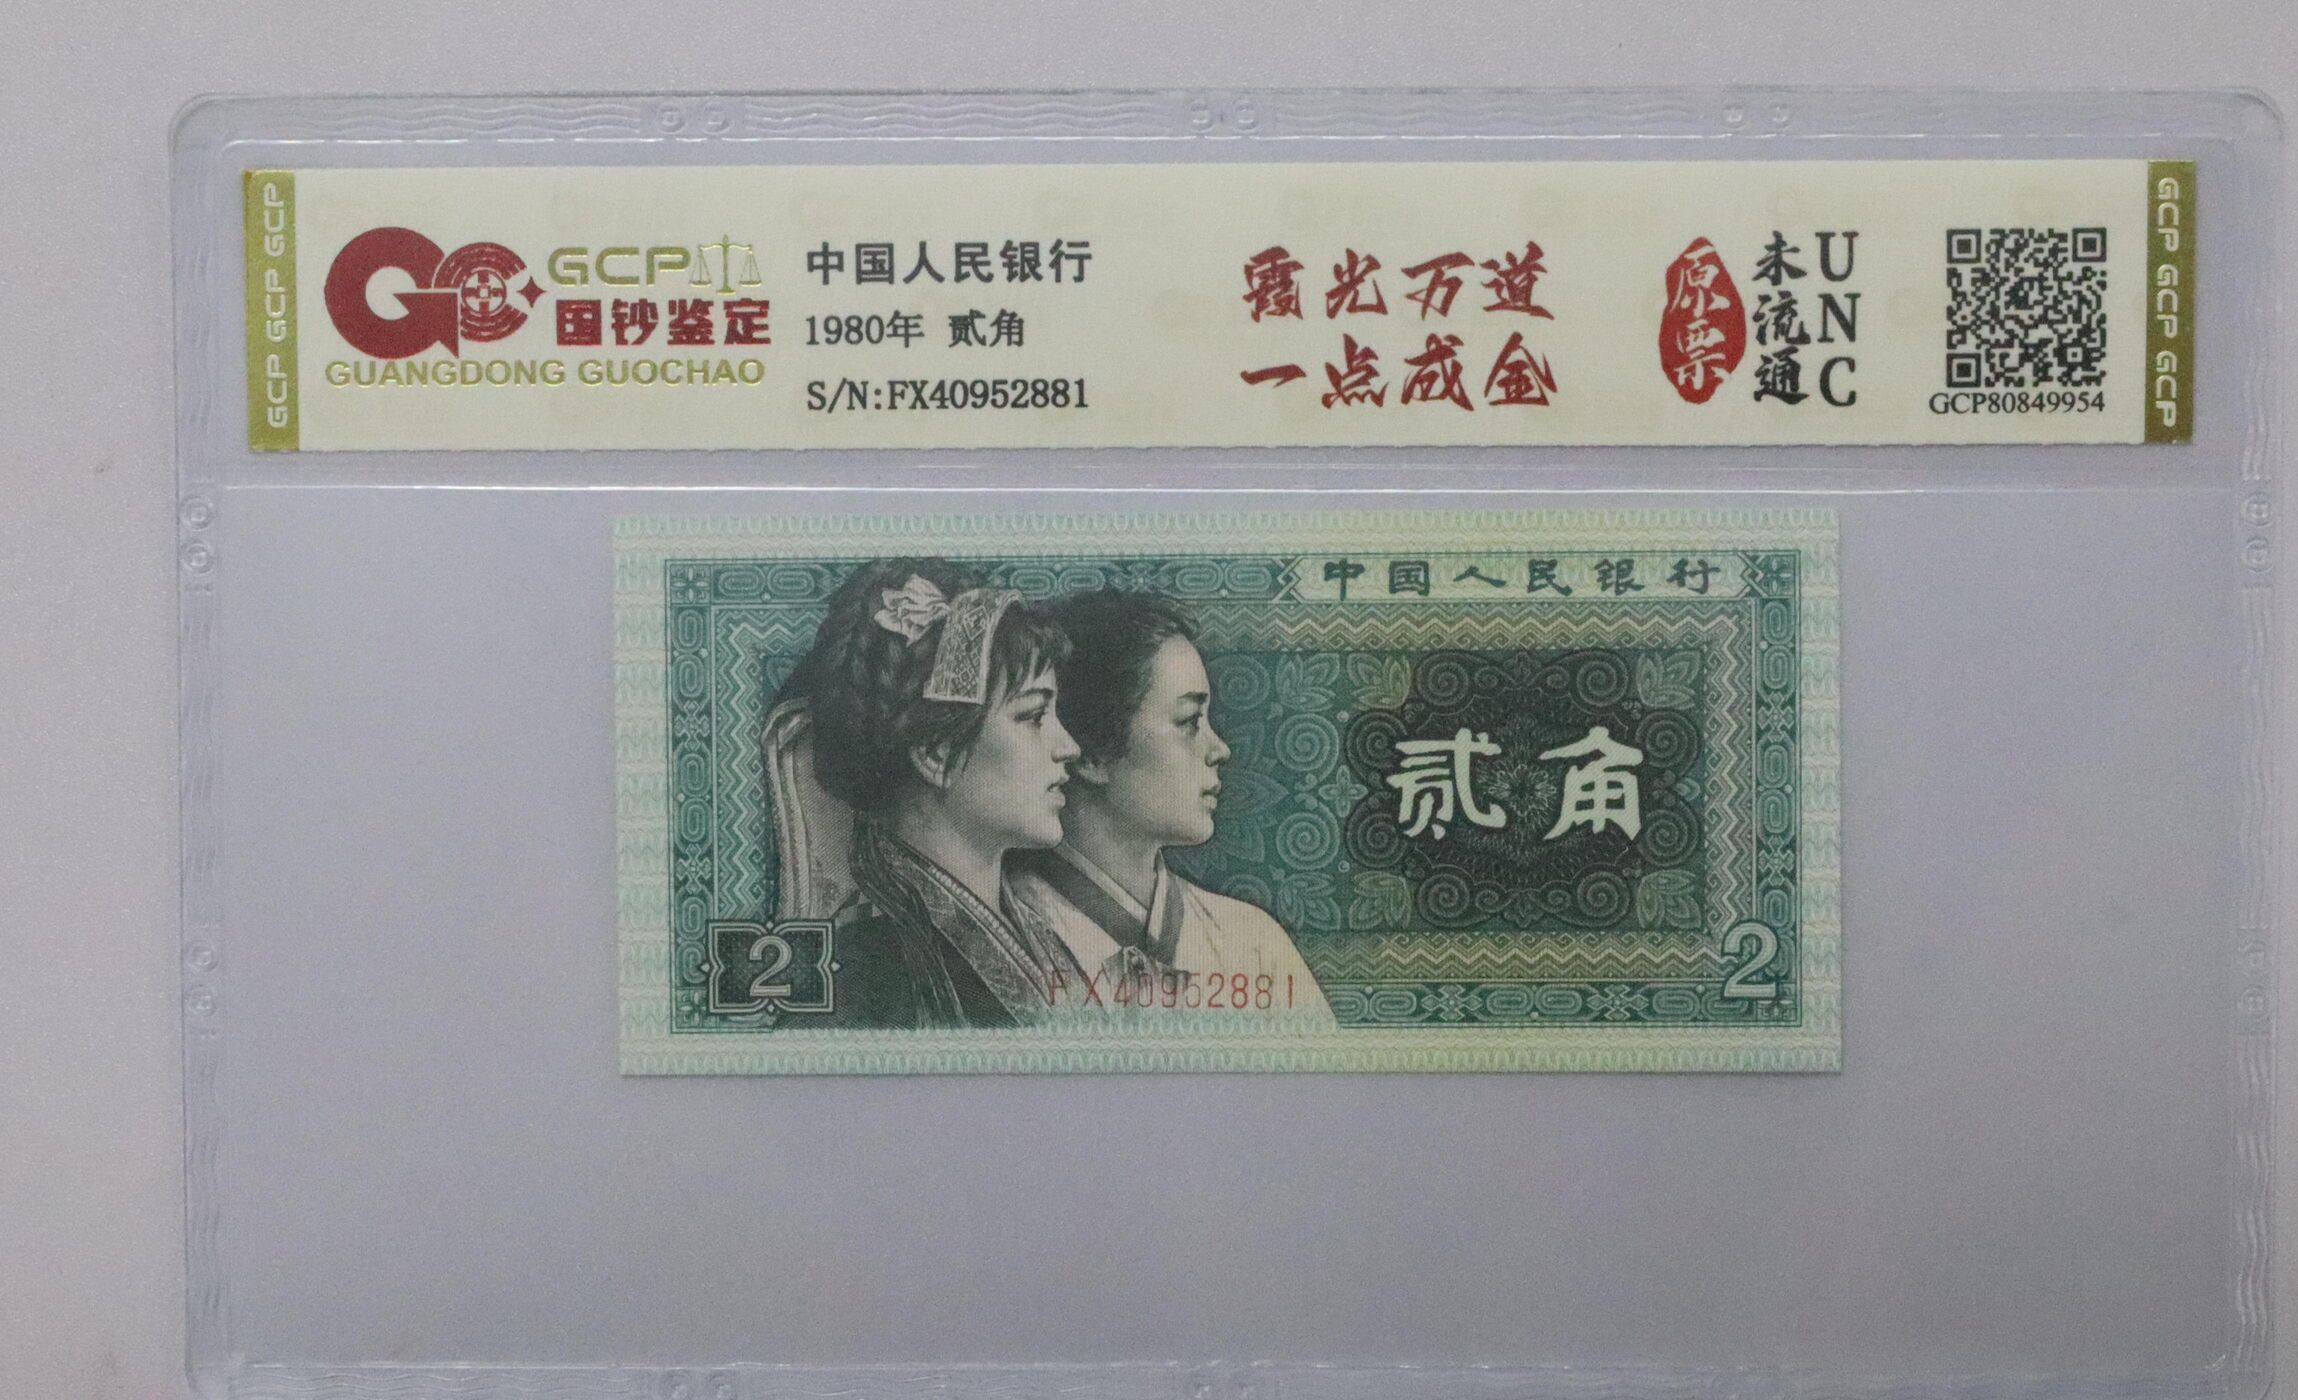 GCP GCP GCP
GCP
国钞鉴定
GUANGDONG GUOCHAO
中国人民银行
1980年 贰角
S/N:FX40952881
霞光万道
一点成金
原票
未流通
UNC
GCP80849954
GCP GCP GCP
中国人民银行
贰角
2
FX40952881
2